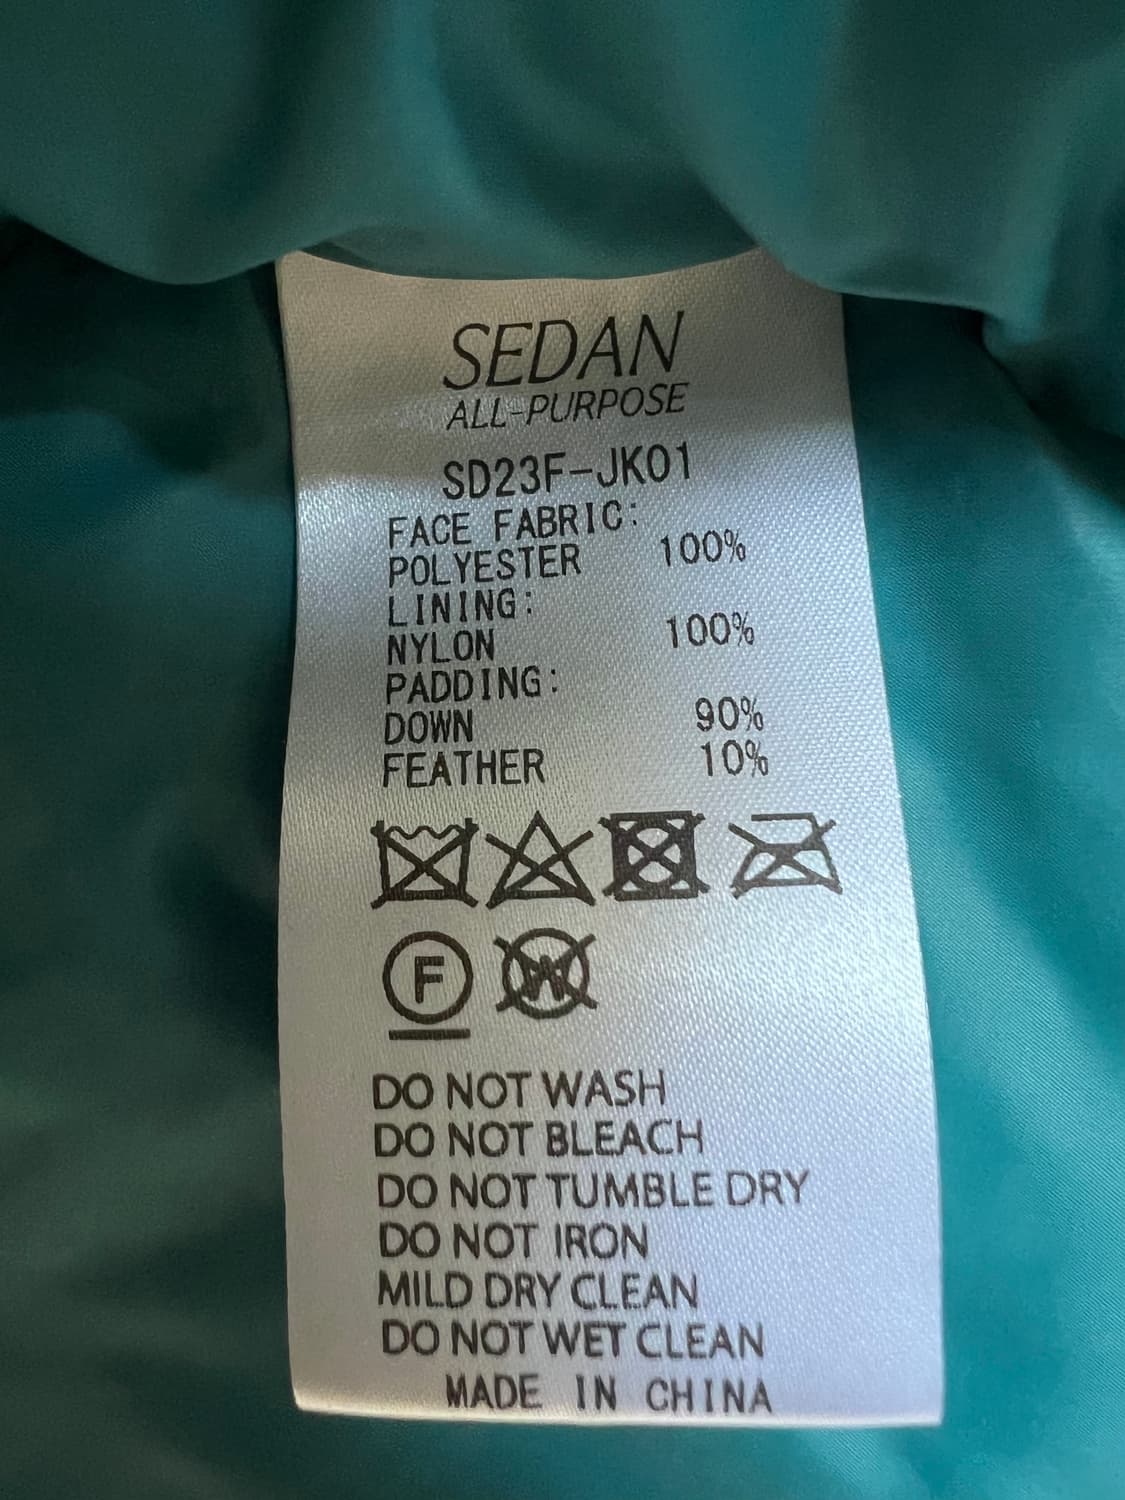 SEDAN
ALL-PURPOSE
SD23F-JK01
FACE FABRIC:
POLYESTER 100%
LINING:
NYLON 100%
PADDING:
DOWN 90%
FEATHER 10%
F W
DO NOT WASH
DO NOT BLEACH
DO NOT TUMBLE DRY
DO NOT IRON
MILD DRY CLEAN
DO NOT WET CLEAN
MADE IN CHINA